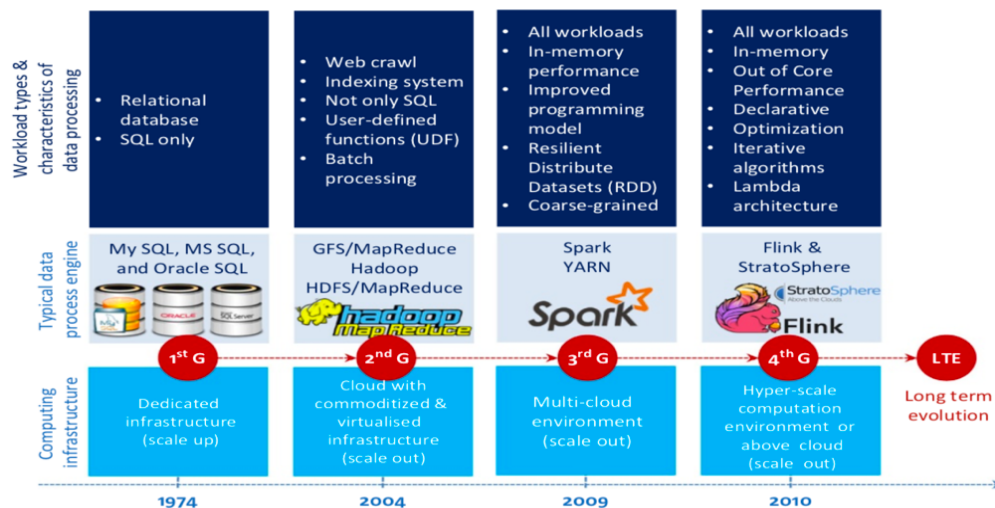 Workload types &
characteristics of
data processing
• Relational
database
• SQL only
• Web crawl
• Indexing system
• Not only SQL
• User-defined
functions (UDF)
• Batch
processing
• All workloads
• In-memory
performance
• Improved
programming
model
• Resilient
Distribute
Datasets (RDD)
• Coarse-grained
• All workloads
• In-memory
• Out of Core
Performance
• Declarative
• Optimization
• Iterative
algorithms
• Lambda
architecture
Typical data
process engine
My SQL, MS SQL,
and Oracle SQL
MySQL
ORACLE
SQL Server
GFS/MapReduce
Hadoop
HDFS/MapReduce
hadoop
Map Reduce
Spark
YARN
Spark
Flink &
StratoSphere
StratoSphere
Above the Clouds
Flink
1st G
2nd G
3rd G
4th G
LTE
Long term
evolution
Computing
infrastructure
Dedicated
infrastructure
(scale up)
Cloud with
commoditized &
virtualised
infrastructure
(scale out)
Multi-cloud
environment
(scale out)
Hyper-scale
computation
environment or
above cloud
(scale out)
1974
2004
2009
2010